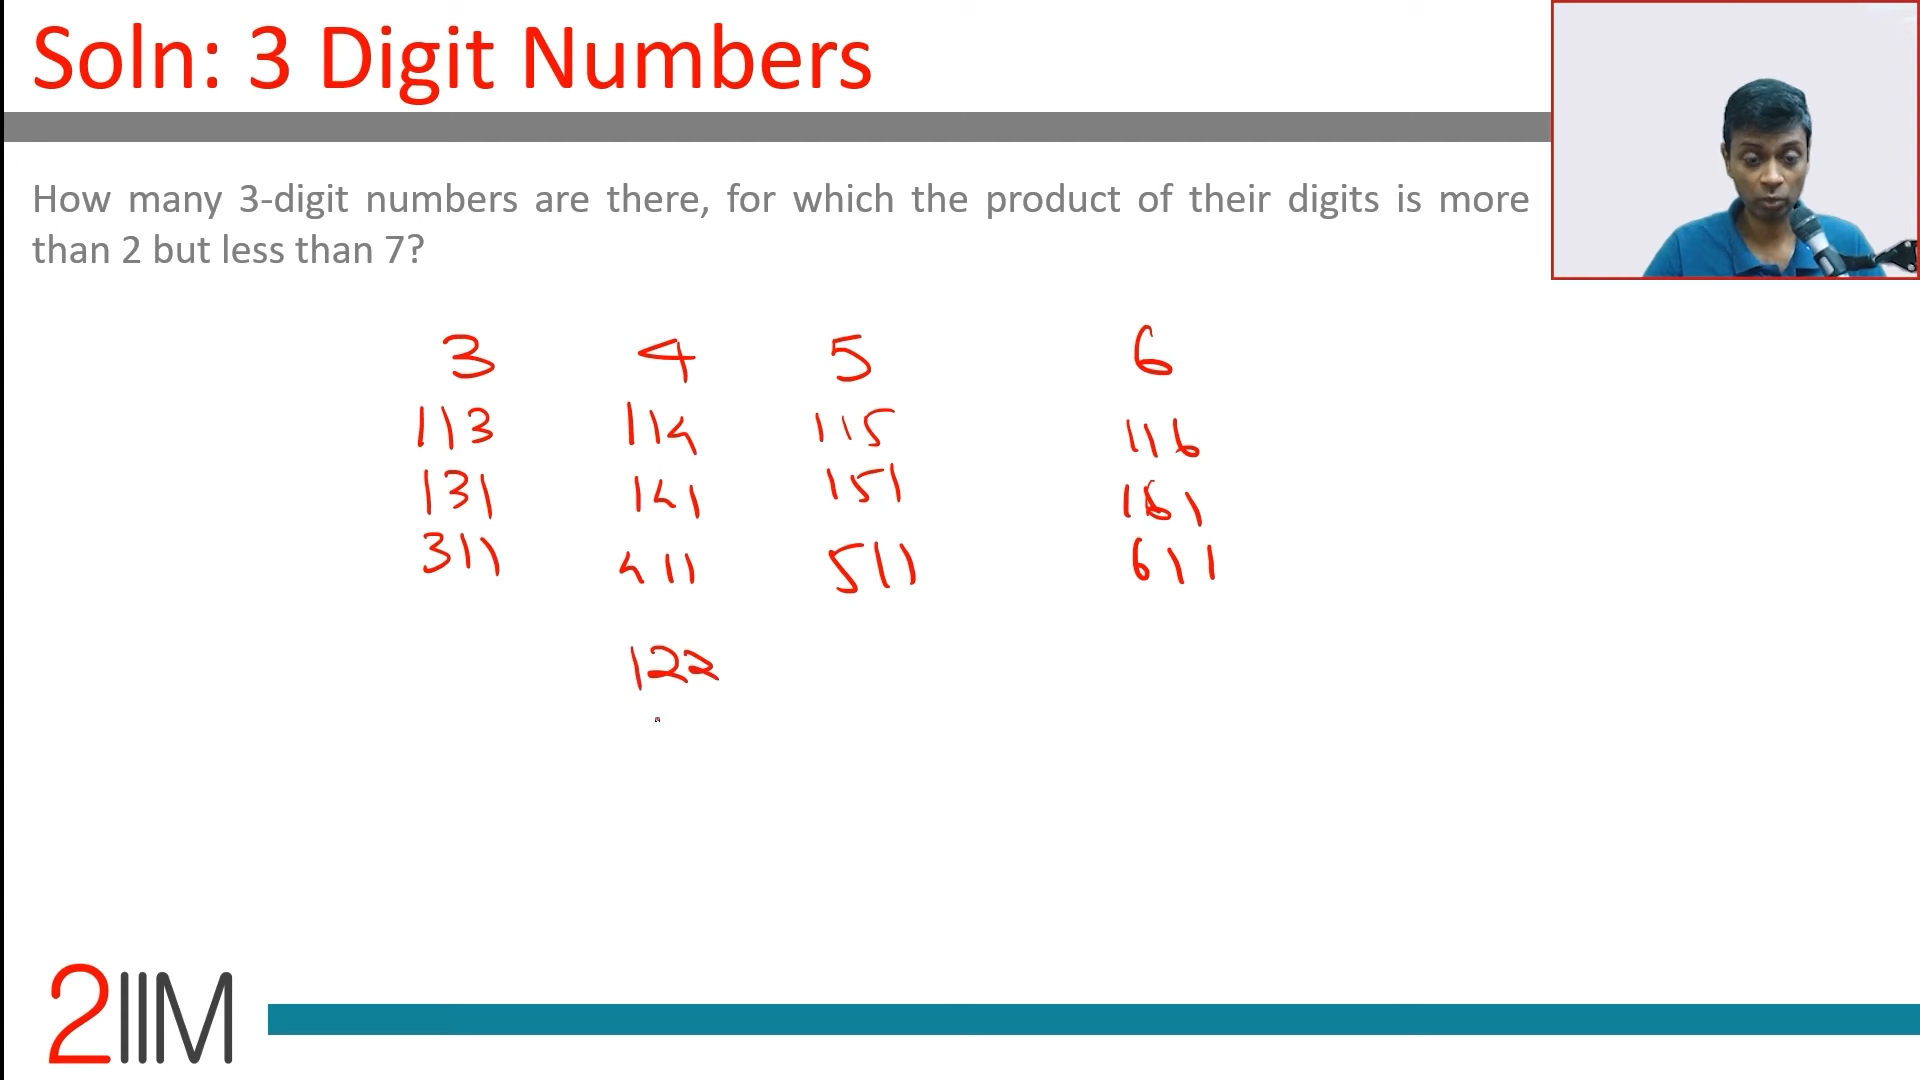 Soln: 3 Digit Numbers
How many 3-digit numbers are there, for which the product of their digits is more
than 2 but less than 7?
3 4 5 6
113 114 115 116
131 141 151 161
311 411 511 611
122
2IIM